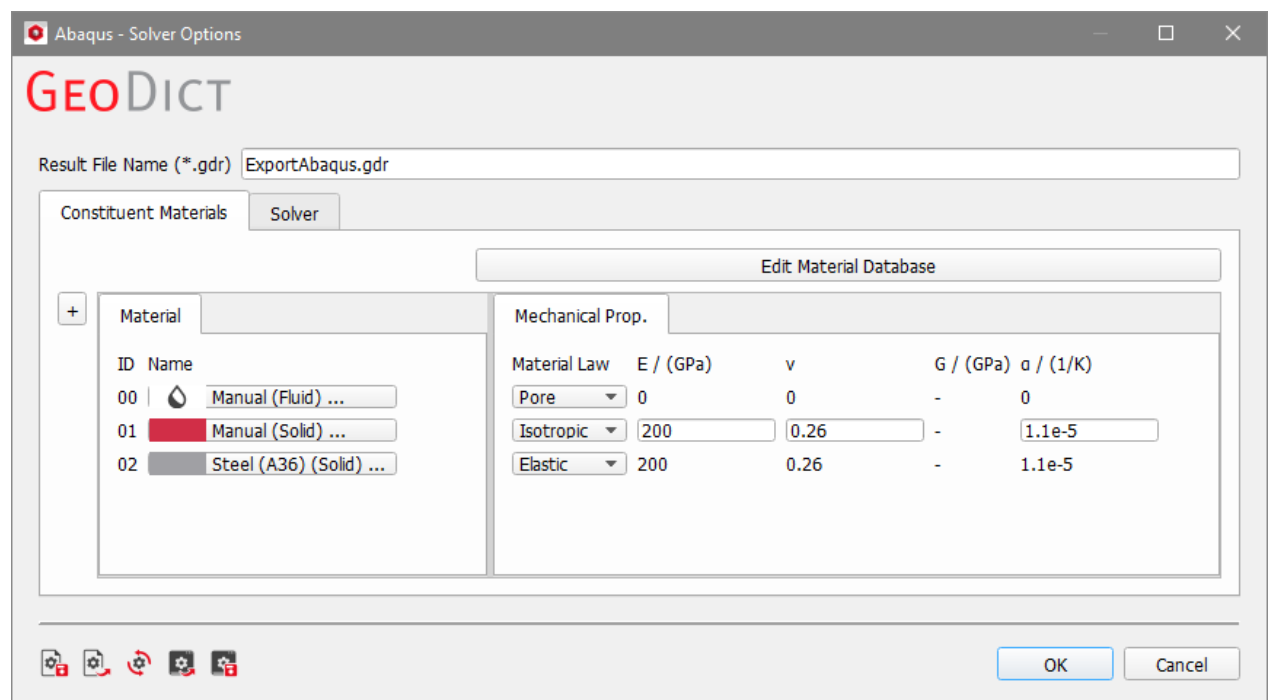 Abaqus - Solver Options
GEODICT
Result File Name (*.gdr) ExportAbaqus.gdr
Constituent Materials Solver
Edit Material Database
+ Material Mechanical Prop.
ID Name Material Law E / (GPa) ν G / (GPa) α / (1/K)
00 Manual (Fluid) ... Pore 0 0 - 0
01 Manual (Solid) ... Isotropic 200 0.26 - 1.1e-5
02 Steel (A36) (Solid) ... Elastic 200 0.26 - 1.1e-5
OK Cancel